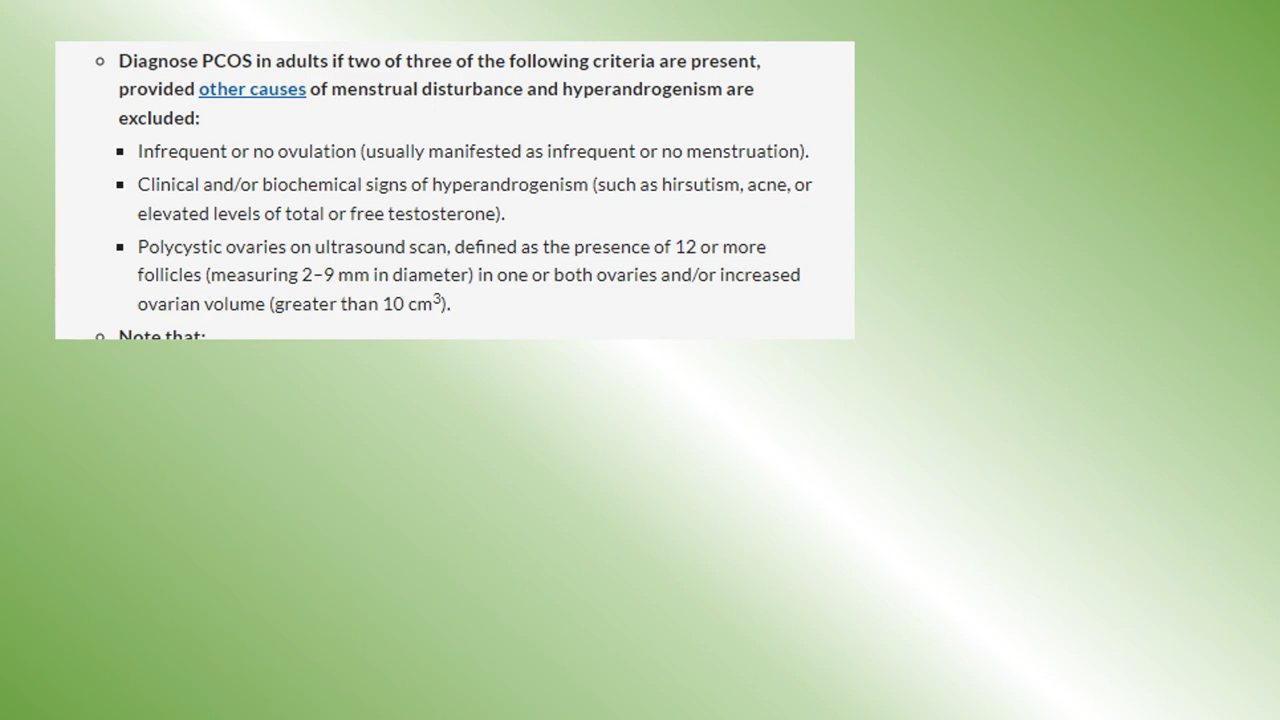 Diagnose PCOS in adults if two of three of the following criteria are present,
provided other causes of menstrual disturbance and hyperandrogenism are
excluded:
Infrequent or no ovulation (usually manifested as infrequent or no menstruation).
Clinical and/or biochemical signs of hyperandrogenism (such as hirsutism, acne, or
elevated levels of total or free testosterone).
Polycystic ovaries on ultrasound scan, defined as the presence of 12 or more
follicles (measuring 2–9 mm in diameter) in one or both ovaries and/or increased
ovarian volume (greater than 10 cm³).
Note that: